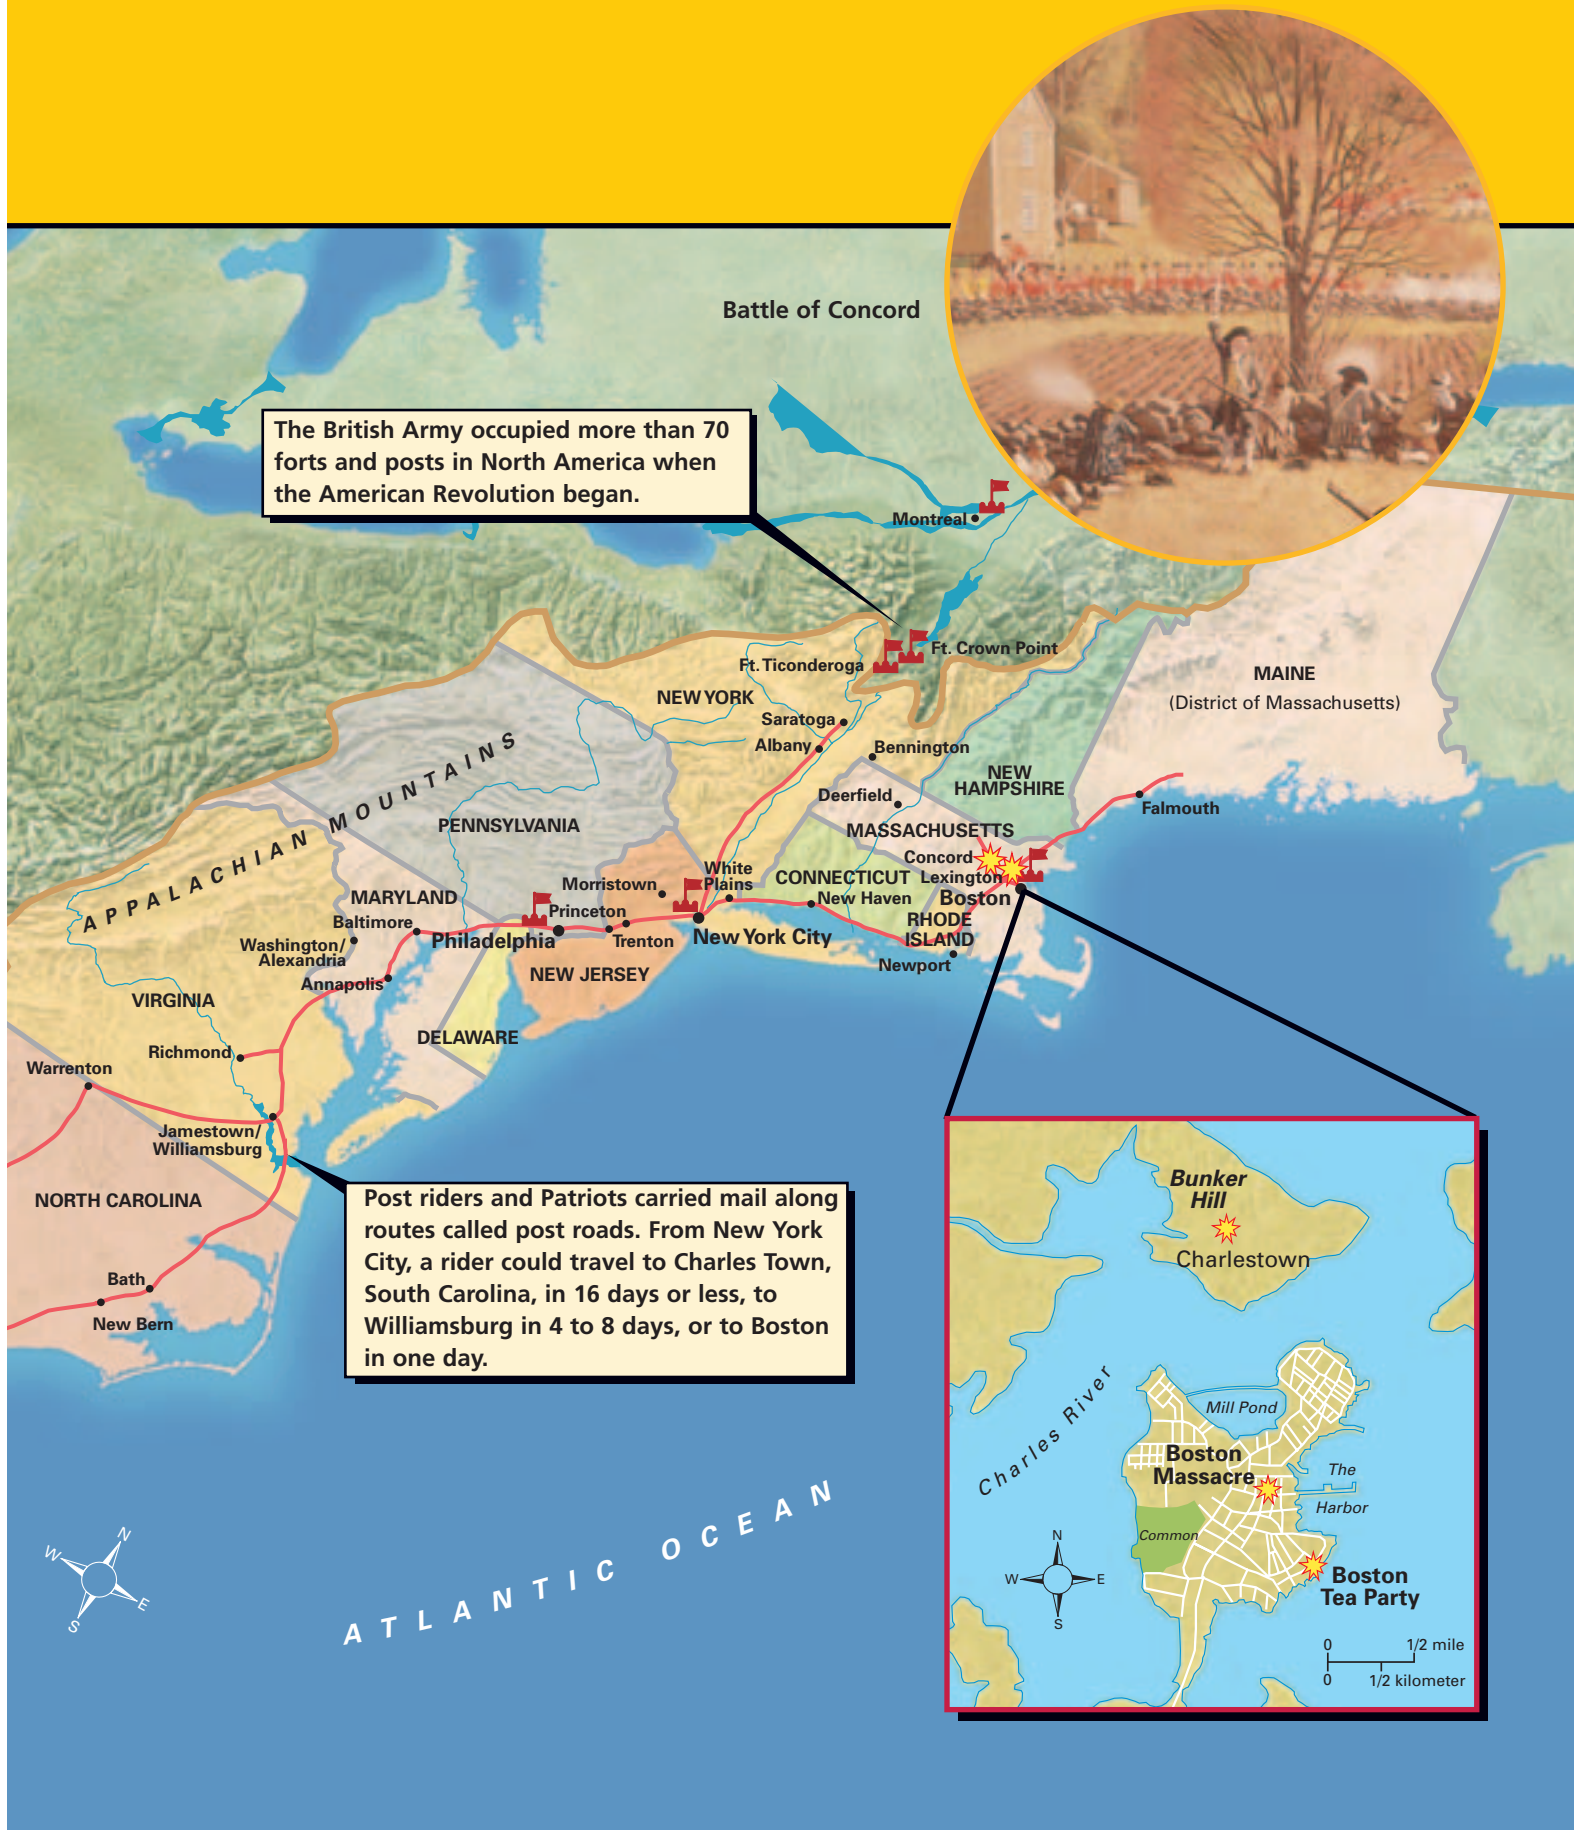 Battle of Concord
The British Army occupied more than 70
forts and posts in North America when
the American Revolution began.
Montreal
Ft. Crown Point
Ft. Ticonderoga
MAINE
(District of Massachusetts)
NEW YORK
Saratoga
Albany
Bennington
NEW
HAMPSHIRE
Deerfield
Falmouth
APPALACHIAN MOUNTAINS
PENNSYLVANIA
MASSACHUSETTS
Concord
Lexington
Boston
White
Plains
CONNECTICUT
New Haven
RHODE
ISLAND
Newport
Morristown
MARYLAND
Princeton
Baltimore
Philadelphia
Trenton
New York City
Washington/
Alexandria
Annapolis
NEW JERSEY
VIRGINIA
DELAWARE
Richmond
Warrenton
Jamestown/
Williamsburg
NORTH CAROLINA
Bath
New Bern
Post riders and Patriots carried mail along
routes called post roads. From New York
City, a rider could travel to Charles Town,
South Carolina, in 16 days or less, to
Williamsburg in 4 to 8 days, or to Boston
in one day.
ATLANTIC OCEAN
N
W
E
S
Bunker
Hill
Charlestown
Charles River
Mill Pond
Boston
Massacre
The
Harbor
Common
Boston
Tea Party
N
W
E
S
0 1/2 mile
0 1/2 kilometer